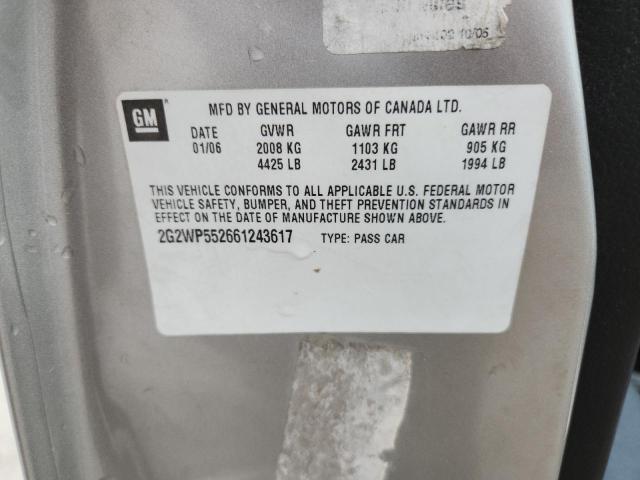 10/06
GM
MFD BY GENERAL MOTORS OF CANADA LTD.
DATE GVWR GAWR FRT GAWR RR
01/06 2008 KG 1103 KG 905 KG
4425 LB 2431 LB 1994 LB
THIS VEHICLE CONFORMS TO ALL APPLICABLE U.S. FEDERAL MOTOR
VEHICLE SAFETY, BUMPER, AND THEFT PREVENTION STANDARDS IN
EFFECT ON THE DATE OF MANUFACTURE SHOWN ABOVE.
2G2WP552661243617 TYPE: PASS CAR